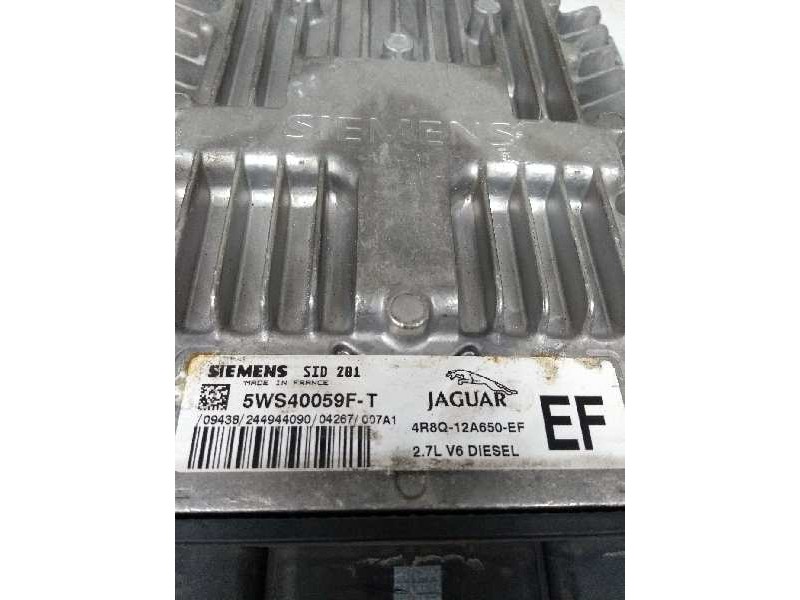 SIEMENS
SIEMENS SID 201
MADE IN FRANCE
5WS40059F-T
/09438/244944090/04267/007A1
JAGUAR
4R8Q-12A650-EF
2.7L V6 DIESEL
EF